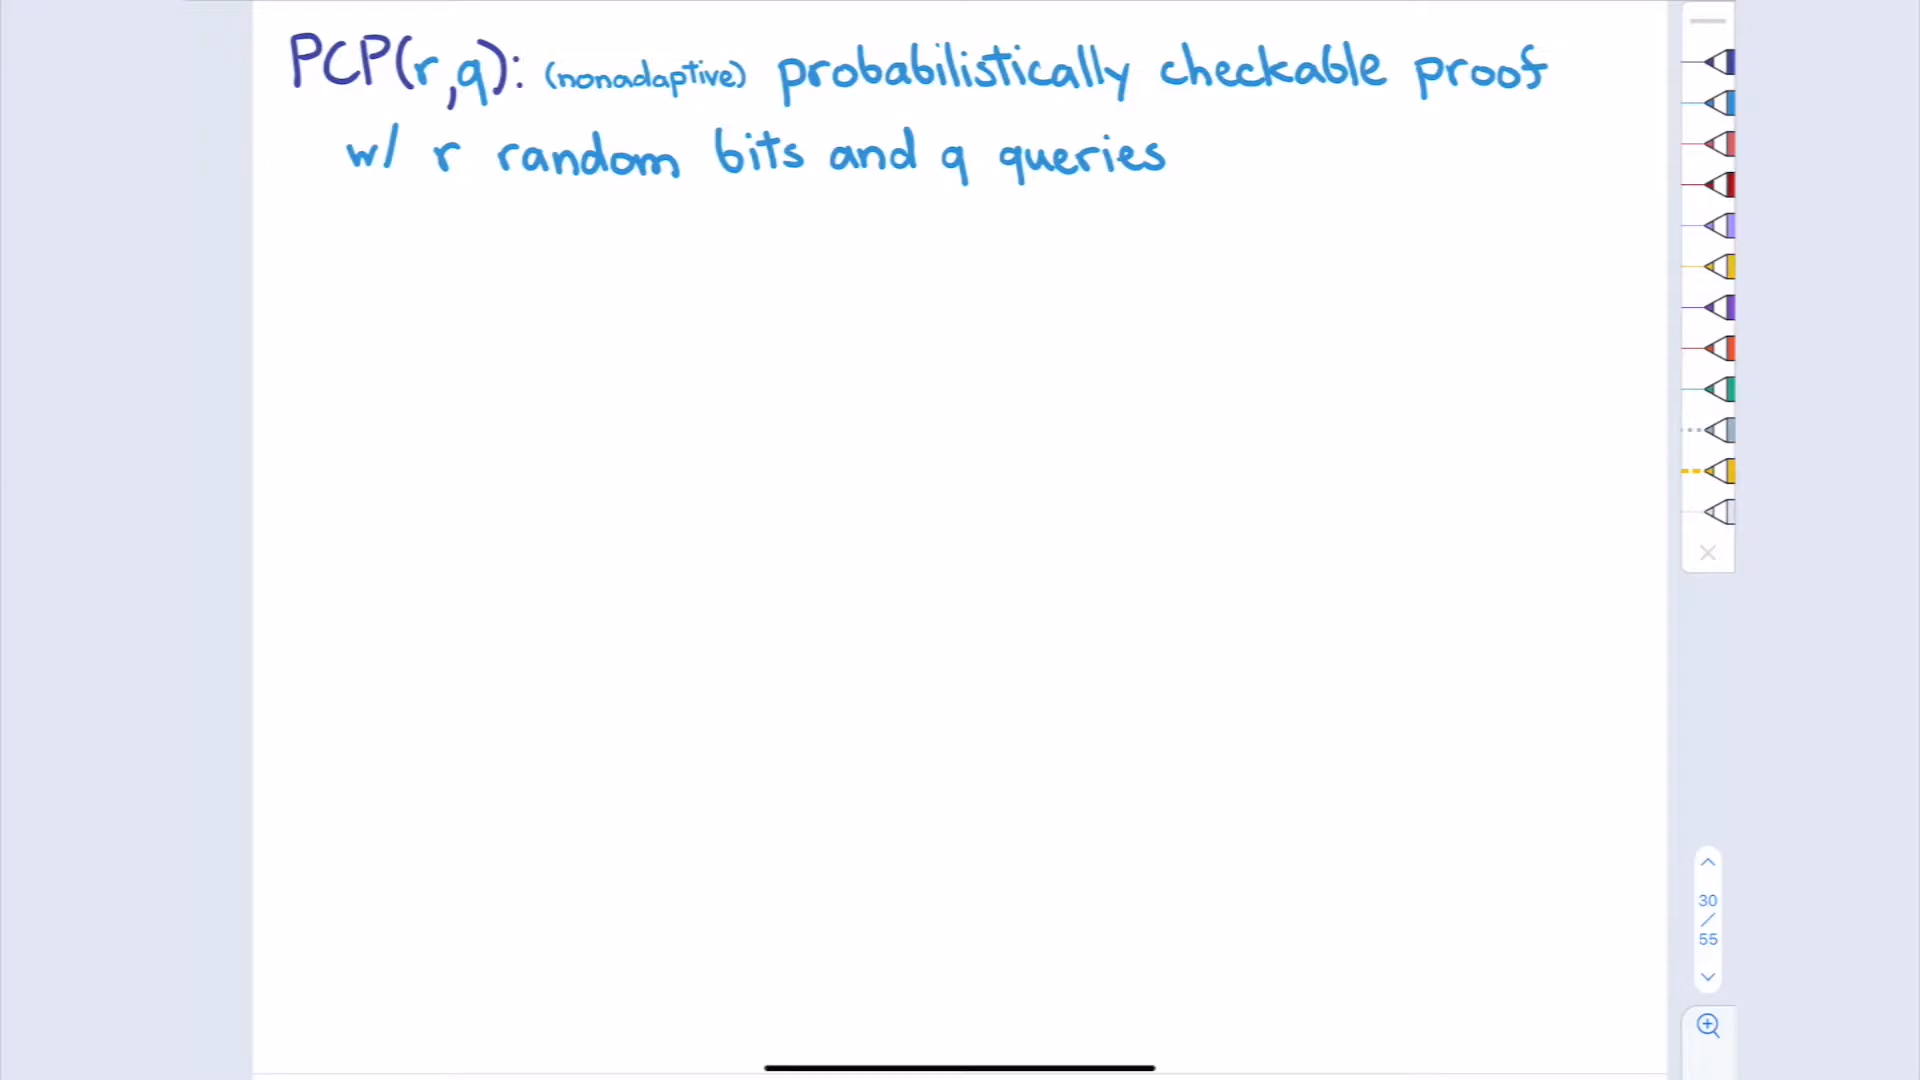 PCP(r,q): (nonadaptive) probabilistically checkable proof
w/ r random bits and q queries
30
/
55